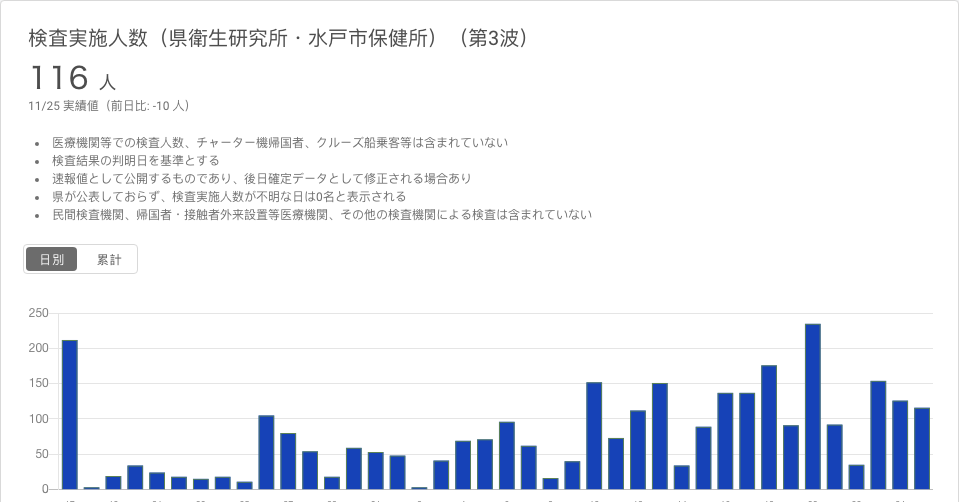 検査実施人数（県衛生研究所・水戸市保健所）（第3波）
116 人
11/25 実績値（前日比: -10 人）
• 医療機関等での検査人数、チャーター機帰国者、クルーズ船乗客等は含まれていない
• 検査結果の判明日を基準とする
• 速報値として公開するものであり、後日確定データとして修正される場合あり
• 県が公表しておらず、検査実施人数が不明な日は0名と表示される
• 民間検査機関、帰国者・接触者外来設置等医療機関、その他の検査機関による検査は含まれていない
日別 累計
250
200
150
100
50
0